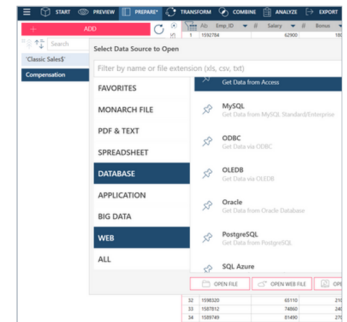 START PREVIEW PREPARE TRANSFORM COMBINE ANALYZE EXPORT
ADD
Emp_ID Salary Bonus
1 1592764 62900
Search
Select Data Source to Open
'Classic Sales$'
Compensation
Filter by name or file extension (xls, csv, txt)
FAVORITES
MONARCH FILE
PDF & TEXT
SPREADSHEET
DATABASE
APPLICATION
BIG DATA
WEB
ALL
Get Data from Access
MySQL
Get Data from MySQL Standard/Enterprise
ODBC
Get Data via ODBC
OLEDB
Get Data via OLEDB
Oracle
Get Data from Oracle Database
PostgreSQL
Get Data from PostgreSQL
SQL Azure
OPEN FILE OPEN WEB FILE
32 1598320 65110
33 1587012 74060
34 1589749 81490